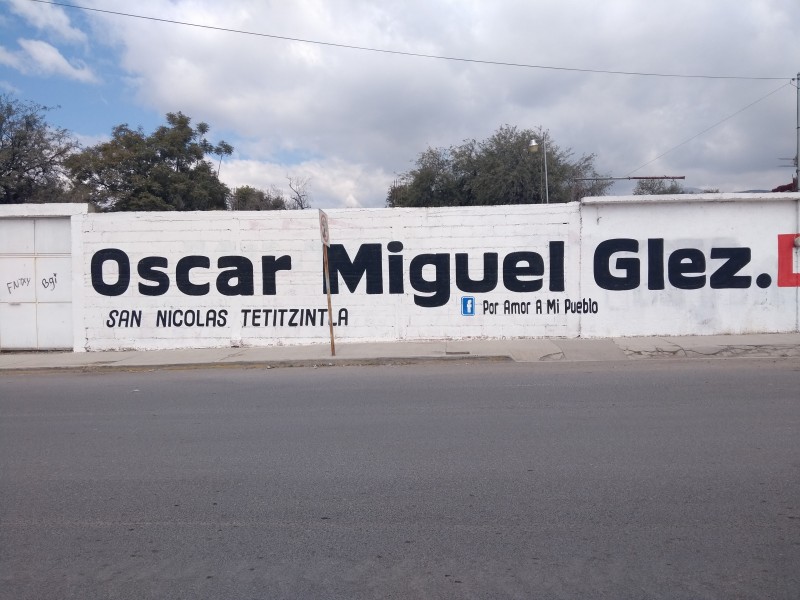 Oscar Miguel Glez.
SAN NICOLAS TETITZINTLA
Por Amor A Mi Pueblo